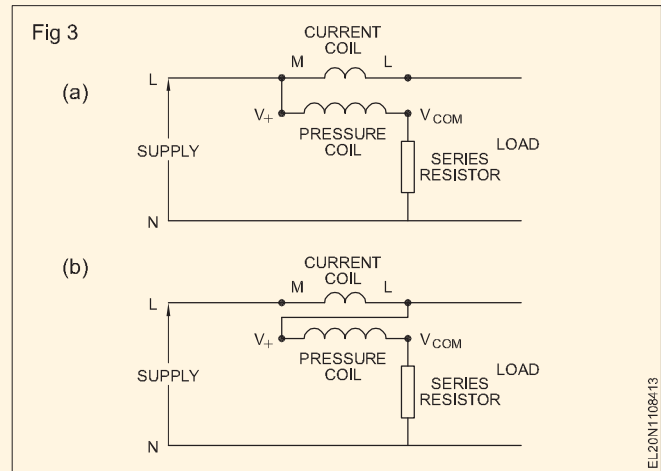 Fig 3
(a)
CURRENT
COIL
M
L
L
V+
VCOM
PRESSURE
COIL
SUPPLY
LOAD
SERIES
RESISTOR
N
(b)
CURRENT
COIL
M
L
L
V+
VCOM
PRESSURE
COIL
SUPPLY
LOAD
SERIES
RESISTOR
N
EL20N1108413